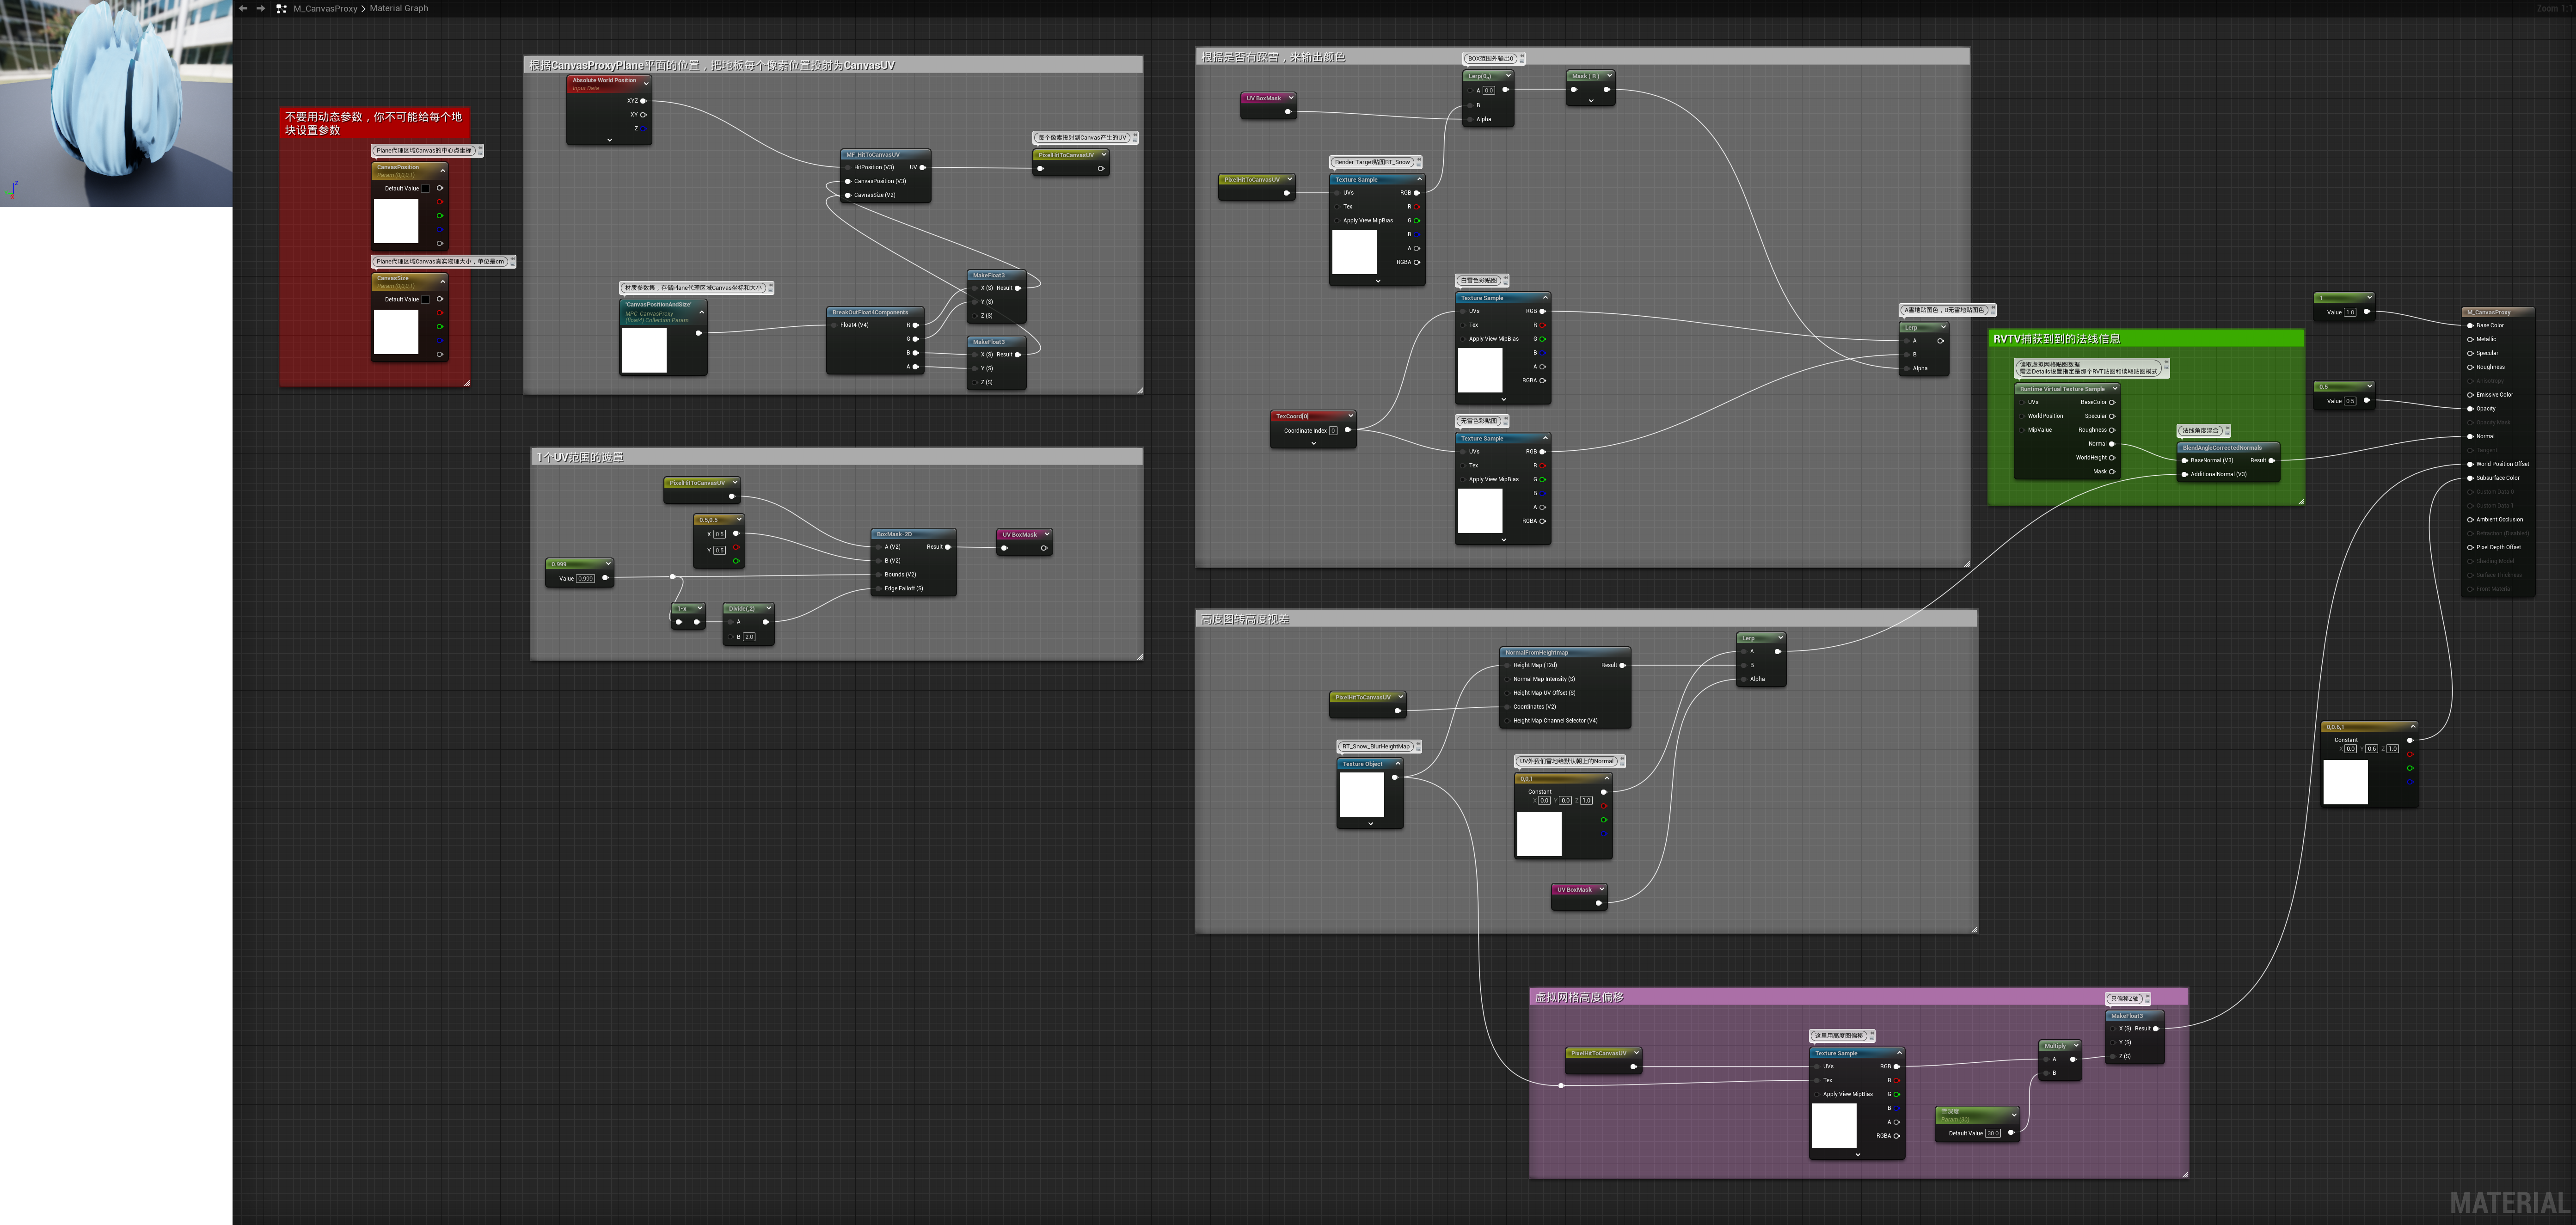 M_CanvasProxy > Material Graph
Zoom 1:1
不要用动态参数，你不可能给每个地
块设置参数
Plane代理区域Canvas的中心点坐标
CanvasPosition
Param (0,0,0,1)
Default Value
Plane代理区域Canvas真实物理大小，单位是cm
CanvasSize
Param (0,0,0,1)
Default Value
根据CanvasProxyPlane平面的位置，把地板每个像素位置投射为CanvasUV
Absolute World Position
Input Data
XYZ
XY
Z
MF_HitToCanvasUV
HitPosition (V3)
UV
CanvasPosition (V3)
CavnasSize (V2)
每个像素投射到Canvas产生的UV
PixelHitToCanvasUV
材质参数集，存储Plane代理区域Canvas坐标和大小
'CanvasPositionAndSize'
MPC_CanvasProxy
(float4) Collection Param
BreakOutFloat4Components
Float4 (V4)
R
G
B
A
MakeFloat3
X (S) Result
Y (S)
Z (S)
MakeFloat3
X (S) Result
Y (S)
Z (S)
1个UV范围的遮罩
PixelHitToCanvasUV
0.5,0.5
X 0.5
Y 0.5
0.999
Value 0.999
1-x
Divide(,2)
A
B 2.0
BoxMask-2D
A (V2) Result
B (V2)
Bounds (V2)
Edge Falloff (S)
UV BoxMask
根据是否有踩雪，来输出颜色
BOX范围外输出0
Lerp(0,,)
A 0.0
B
Alpha
Mask ( R )
UV BoxMask
PixelHitToCanvasUV
Render Target贴图RT_Snow
Texture Sample
UVs RGB
Tex R
Apply View MipBias G
B
A
RGBA
白雪色彩贴图
Texture Sample
UVs RGB
Tex R
Apply View MipBias G
B
A
RGBA
TexCoord[0]
Coordinate Index 0
无雪色彩贴图
Texture Sample
UVs RGB
Tex R
Apply View MipBias G
B
A
RGBA
A雪地贴图色，B无雪地贴图色
Lerp
A
B
Alpha
RVTV捕获到到的法线信息
读取虚拟网格贴图数据
需要Details设置指定是那个RVT贴图和读取贴图模式
Runtime Virtual Texture Sample
UVs BaseColor
WorldPosition Specular
MipValue Roughness
Normal
WorldHeight
Mask
法线角度混合
BlendAngleCorrectedNormals
BaseNormal (V3) Result
AdditionalNormal (V3)
1
Value 1.0
0.5
Value 0.5
M_CanvasProxy
Base Color
Metallic
Specular
Roughness
Anisotropy
Emissive Color
Opacity
Opacity Mask
Normal
Tangent
World Position Offset
Subsurface Color
Custom Data 0
Custom Data 1
Ambient Occlusion
Refraction (Disabled)
Pixel Depth Offset
Shading Model
Surface Thickness
Front Material
高度图转高度视差
PixelHitToCanvasUV
RT_Snow_BlurHeightMap
Texture Object
NormalFromHeightmap
Height Map (T2d) Result
Normal Map Intensity (S)
Height Map UV Offset (S)
Coordinates (V2)
Height Map Channel Selector (V4)
UV外我们雪地给默认朝上的Normal
0,0,1
Constant
X 0.0 Y 0.0 Z 1.0
UV BoxMask
Lerp
A
B
Alpha
0,0.6,1
Constant
X 0.0 Y 0.6 Z 1.0
虚拟网格高度偏移
PixelHitToCanvasUV
这里用高度图偏移
Texture Sample
UVs RGB
Tex R
Apply View MipBias G
B
A
RGBA
雪深度
Param (30)
Default Value 30.0
Multiply
A
B
只偏移Z轴
MakeFloat3
X (S) Result
Y (S)
Z (S)
MATERIAL